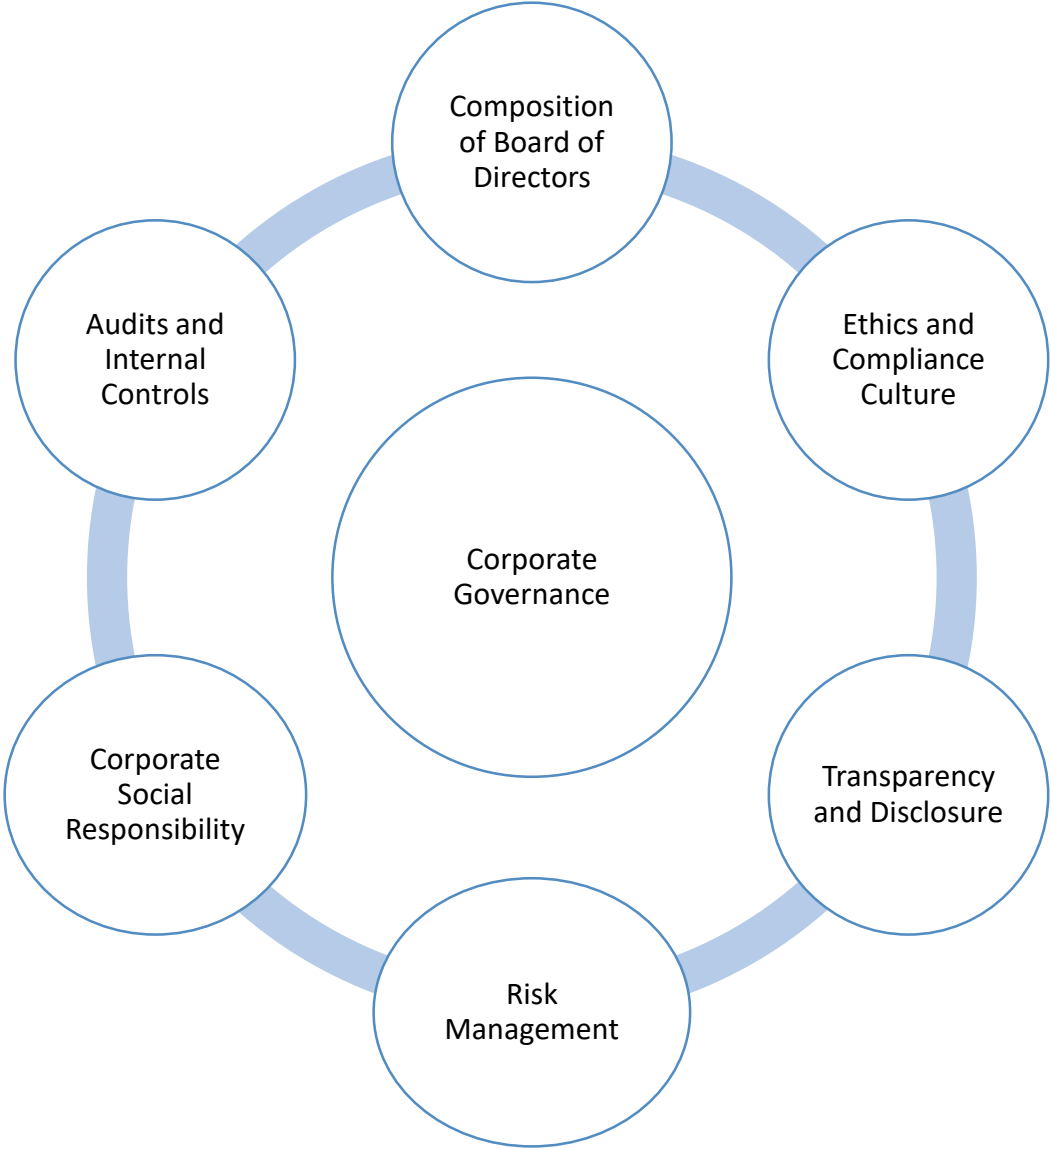 Composition
of Board of
Directors
Ethics and
Compliance
Culture
Transparency
and Disclosure
Risk
Management
Corporate
Social
Responsibility
Audits and
Internal
Controls
Corporate
Governance